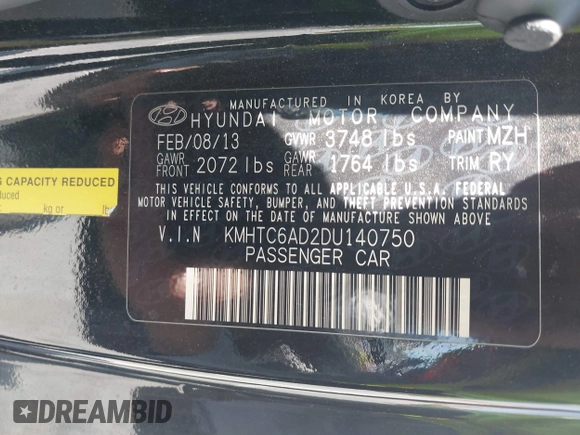 MANUFACTURED IN KOREA BY
HYUNDAI MOTOR COMPANY
FEB/08/13 GVWR 3748 lbs PAINT MZH
GAWR FRONT 2072 lbs GAWR REAR 1764 lbs TRIM RY
THIS VEHICLE CONFORMS TO ALL APPLICABLE U.S.A. FEDERAL
MOTOR VEHICLE SAFETY, BUMPER, AND THEFT PREVENTION STANDARDS
IN EFFECT ON THE DATE OF MANUFACTURE SHOWN ABOVE.
V.I.N KMHTC6AD2DU140750
PASSENGER CAR
CAPACITY REDUCED
kg or lb
DREAMBID